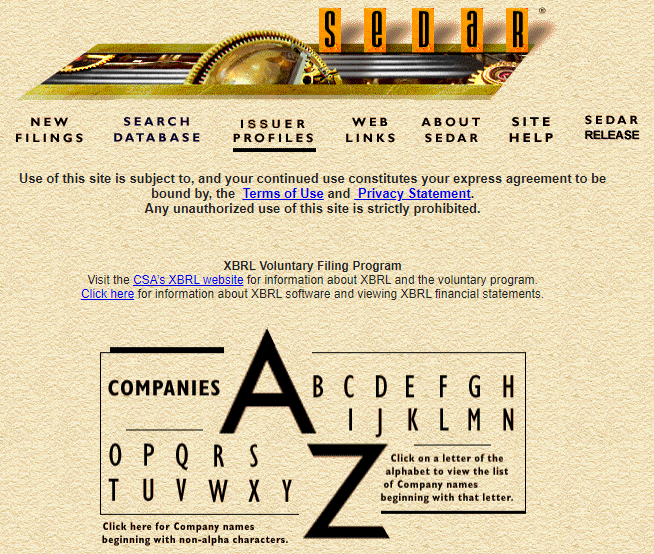 SEDAR®
NEW FILINGS
SEARCH DATABASE
ISSUER PROFILES
WEB LINKS
ABOUT SEDAR
SITE HELP
SEDAR RELEASE
Use of this site is subject to, and your continued use constitutes your express agreement to be
bound by, the Terms of Use and Privacy Statement.
Any unauthorized use of this site is strictly prohibited.
XBRL Voluntary Filing Program
Visit the CSA's XBRL website for information about XBRL and the voluntary program.
Click here for information about XBRL software and viewing XBRL financial statements.
COMPANIES A B C D E F G H
I J K L M N
O P Q R S
T U V W X Y Z
Click on a letter of the
alphabet to view the list
of Company names
beginning with that letter.
Click here for Company names
beginning with non-alpha characters.